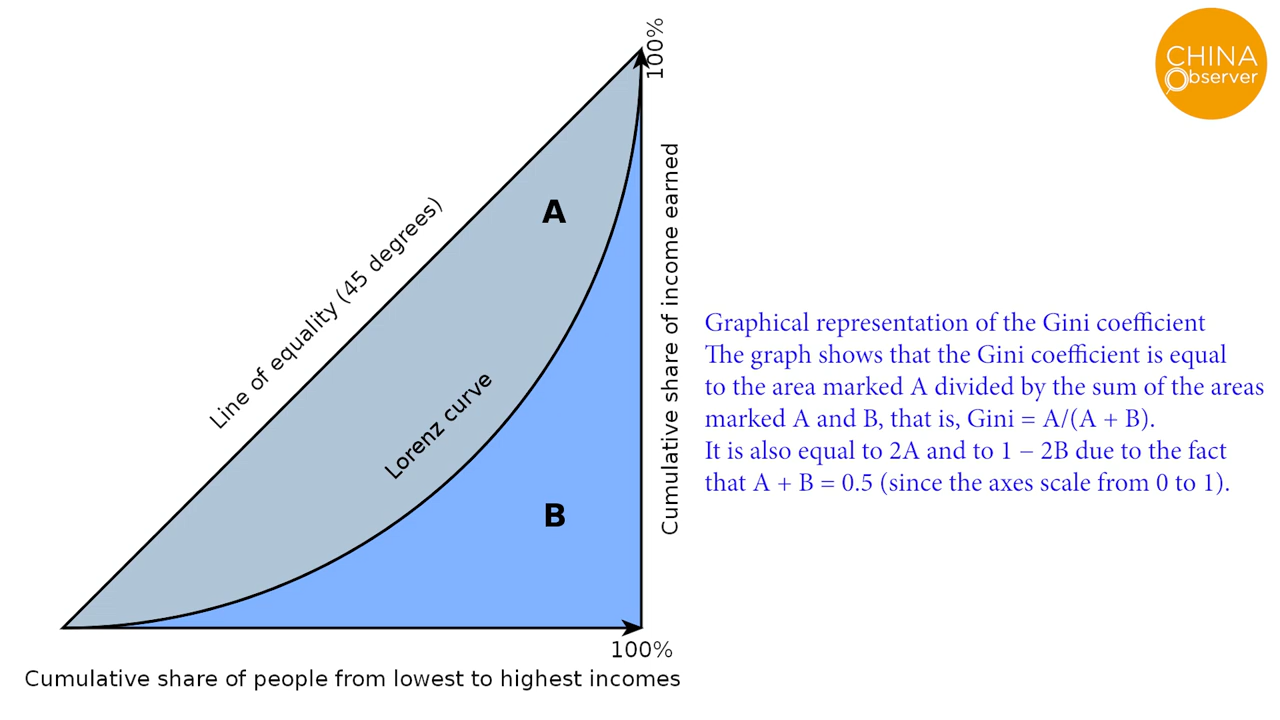 CHINA
Observer
100%
Line of equality (45 degrees)
A
Cumulative share of income earned
Lorenz curve
B
Graphical representation of the Gini coefficient
The graph shows that the Gini coefficient is equal
to the area marked A divided by the sum of the areas
marked A and B, that is, Gini = A/(A + B).
It is also equal to 2A and to 1 − 2B due to the fact
that A + B = 0.5 (since the axes scale from 0 to 1).
100%
Cumulative share of people from lowest to highest incomes